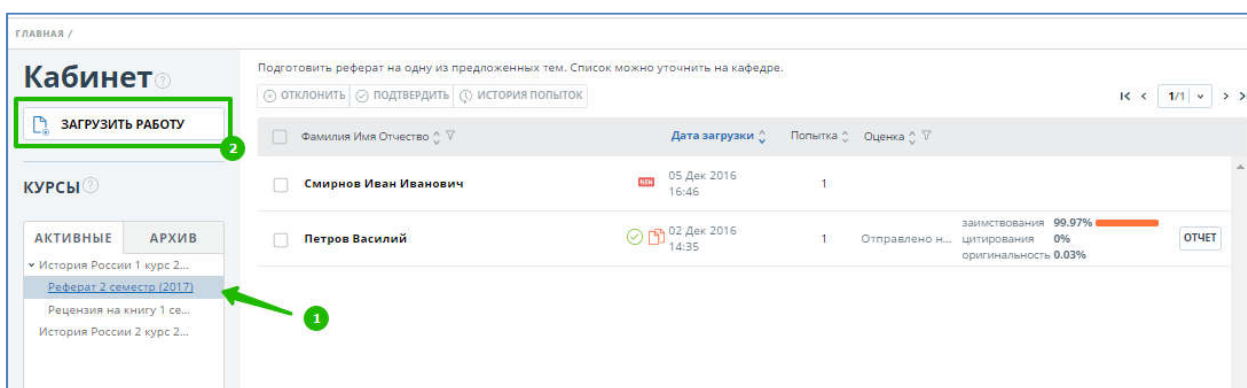 ГЛАВНАЯ /
Кабинет
ЗАГРУЗИТЬ РАБОТУ
2
КУРСЫ
АКТИВНЫЕ АРХИВ
История России 1 курс 2...
Реферат 2 семестр (2017)
Рецензия на книгу 1 се...
История России 2 курс 2...
1
Подготовить реферат на одну из предложенных тем. Список можно уточнить на кафедре.
ОТКЛОНИТЬ ПОДТВЕРДИТЬ ИСТОРИЯ ПОПЫТОК
1/1
Фамилия Имя Отчество Дата загрузки Попытка Оценка
Смирнов Иван Иванович NEW 05 Дек 2016 1
16:46
Петров Василий 02 Дек 2016 1 Отправлено н...
14:35
заимствования 99.97%
цитирования 0%
оригинальность 0.03%
ОТЧЕТ